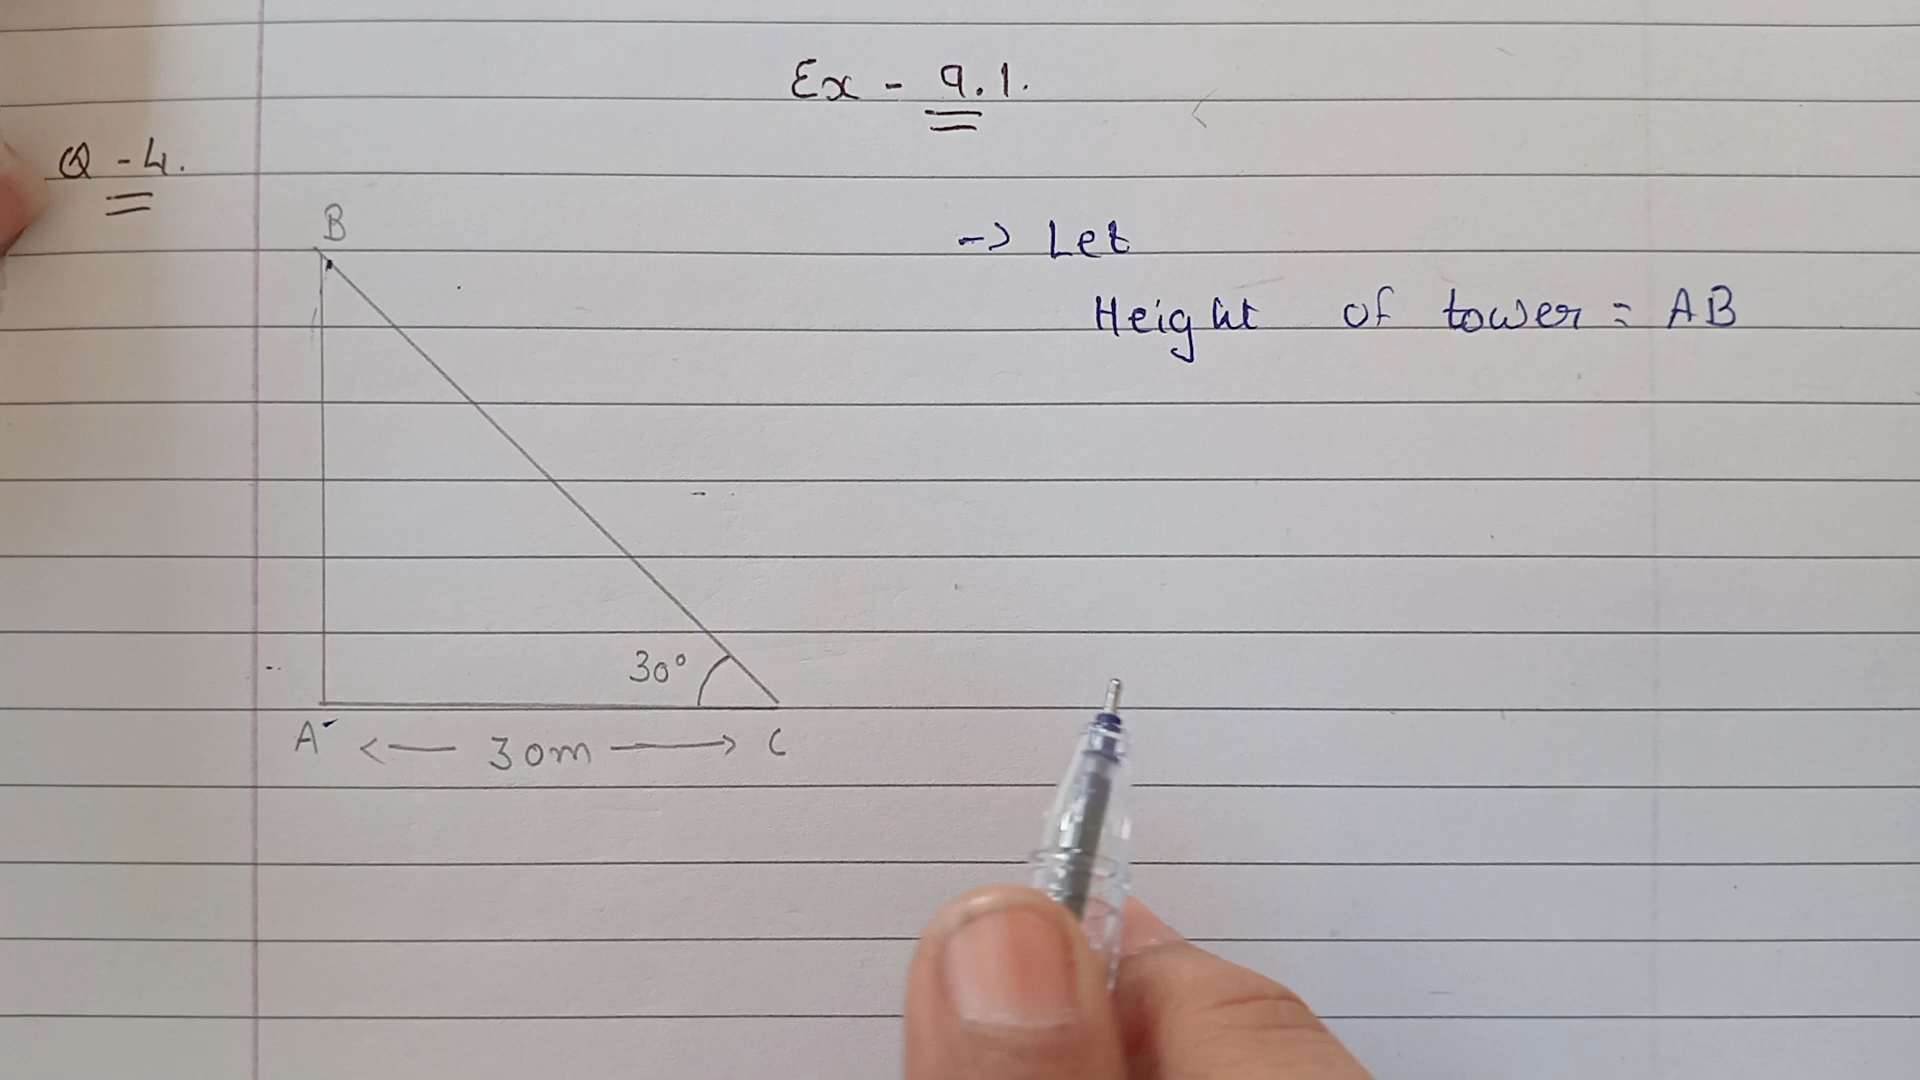 Ex - 9.1.
Q - 4.
B
-> Let
Height of tower = AB
30°
A <— 30m —> C